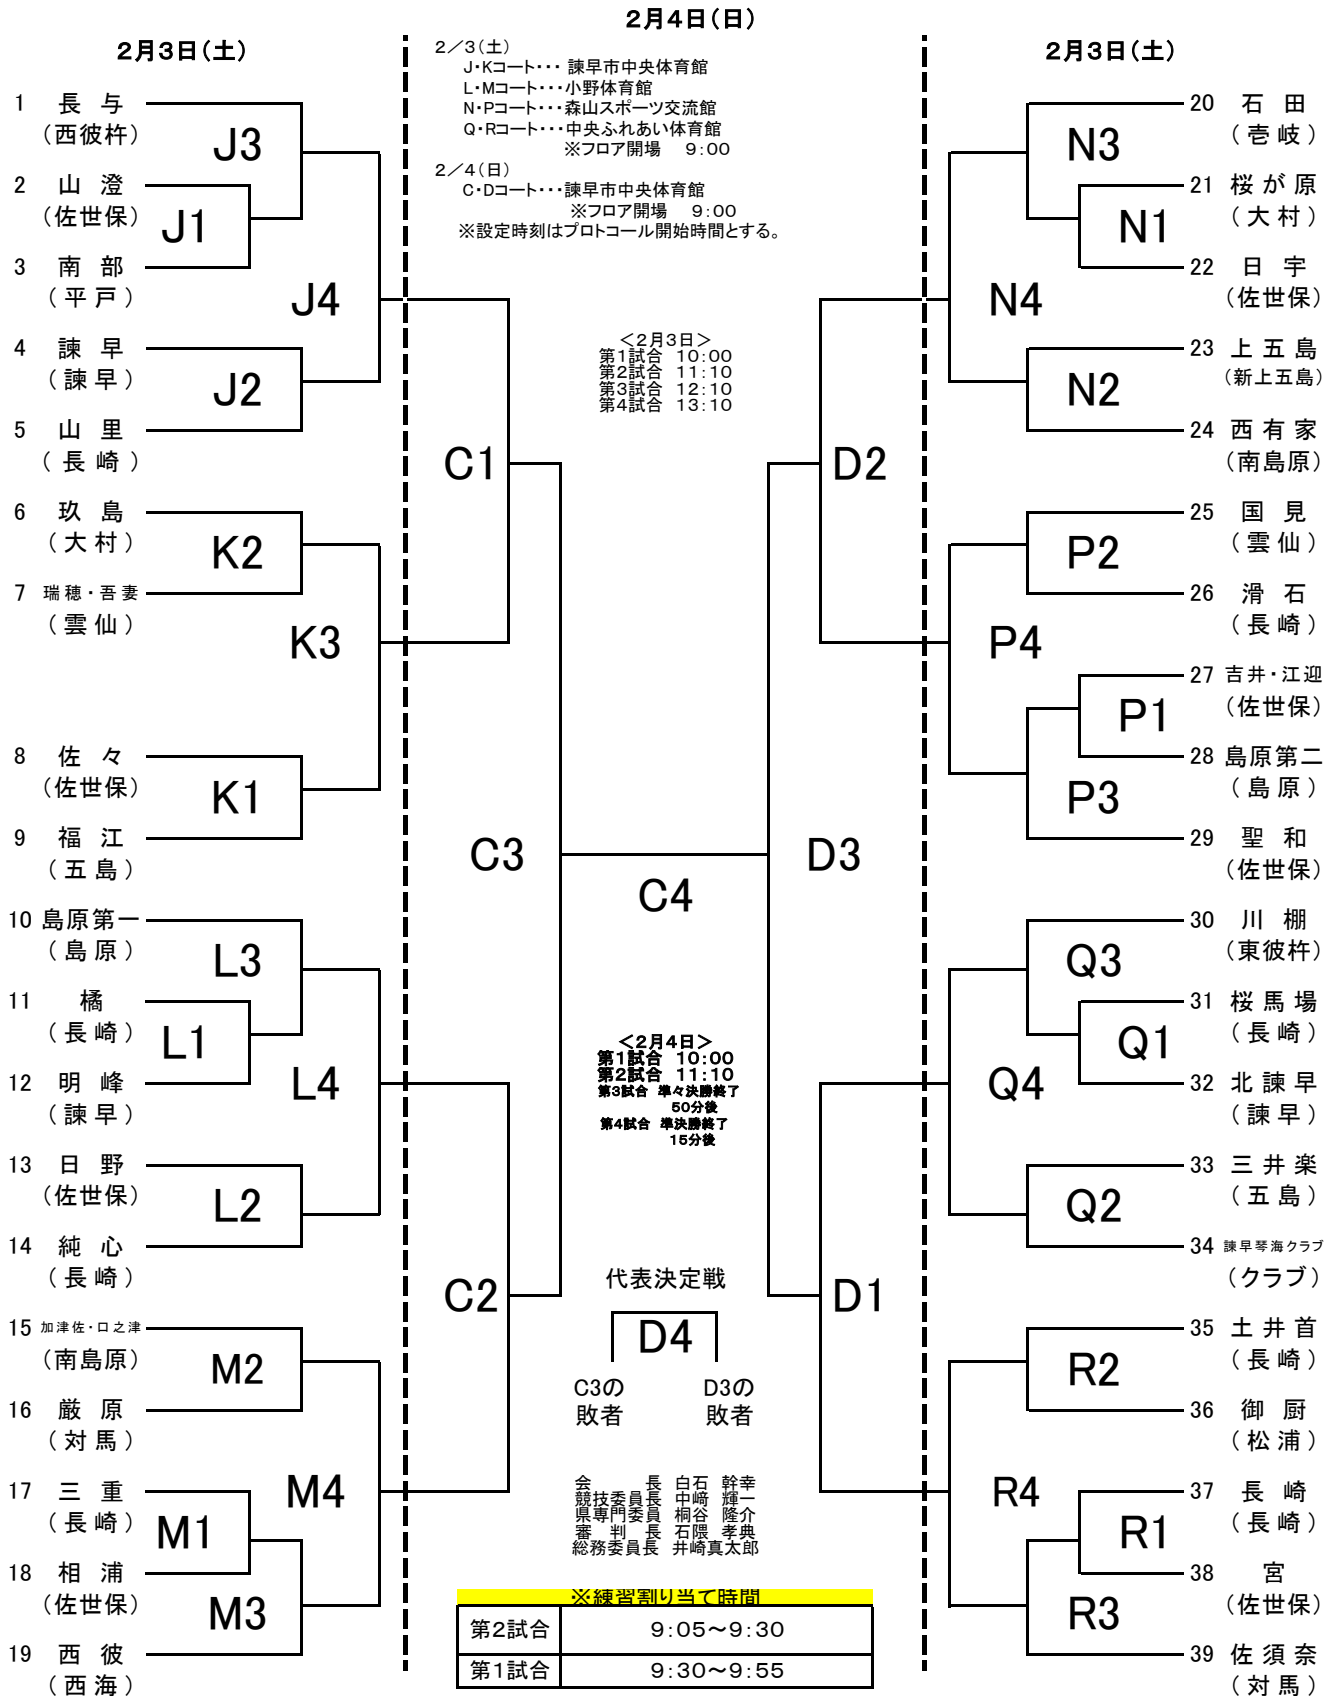 2月4日(日)
2月3日(土)
2月3日(土)
2/3(土)
J・Kコート・・・ 諫早市中央体育館
L・Mコート・・・小野体育館
N・Pコート・・・森山スポーツ交流館
Q・Rコート・・・中央ふれあい体育館
※フロア開場 9:00
2/4(日)
C・Dコート・・・諫早市中央体育館
※フロア開場 9:00
※設定時刻はプロトコール開始時間とする。
1 長与
(西彼杵)
J3
2 山澄
(佐世保)
J1
3 南部
(平戸)
J4
4 諫早
(諫早)
J2
5 山里
(長崎)
C1
6 玖島
(大村)
K2
7 瑞穂・吾妻
(雲仙)
K3
8 佐々
(佐世保)
K1
9 福江
(五島)
C3
10 島原第一
(島原)
L3
11 橘
(長崎)
L1
12 明峰
(諫早)
L4
13 日野
(佐世保)
L2
14 純心
(長崎)
C2
15 加津佐・口之津
(南島原)
M2
16 厳原
(対馬)
M4
17 三重
(長崎)
M1
18 相浦
(佐世保)
M3
19 西彼
(西海)
<2月3日>
第1試合 10:00
第2試合 11:10
第3試合 12:10
第4試合 13:10
C4
<2月4日>
第1試合 10:00
第2試合 11:10
第3試合 準々決勝終了
50分後
第4試合 準決勝終了
15分後
代表決定戦
D4
C3の D3の
敗者 敗者
会長 白石 幹幸
競技委員長 中﨑 輝一
県専門委員 桐谷 隆介
審判長 石隈 孝典
総務委員長 井崎真太郎
※練習割り当て時間
第2試合 9:05~9:30
第1試合 9:30~9:55
20 石田
(壱岐)
N3
21 桜が原
(大村)
N1
22 日宇
(佐世保)
N4
23 上五島
(新上五島)
N2
24 西有家
(南島原)
D2
25 国見
(雲仙)
P2
26 滑石
(長崎)
P4
27 吉井・江迎
(佐世保)
P1
28 島原第二
(島原)
P3
29 聖和
(佐世保)
D3
30 川棚
(東彼杵)
Q3
31 桜馬場
(長崎)
Q1
32 北諫早
(諫早)
Q4
33 三井楽
(五島)
Q2
34 諫早琴海クラブ
(クラブ)
D1
35 土井首
(長崎)
R2
36 御厨
(松浦)
R4
37 長崎
(長崎)
R1
38 宮
(佐世保)
R3
39 佐須奈
(対馬)